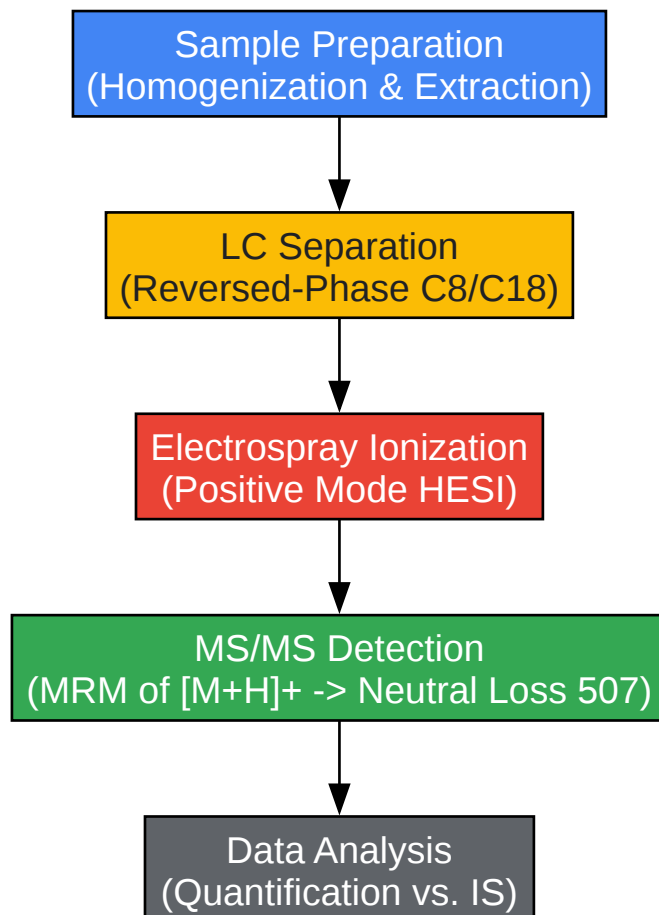 Sample Preparation
(Homogenization & Extraction)
LC Separation
(Reversed-Phase C8/C18)
Electrospray Ionization
(Positive Mode HESI)
MS/MS Detection
(MRM of [M+H]+ -> Neutral Loss 507)
Data Analysis
(Quantification vs. IS)